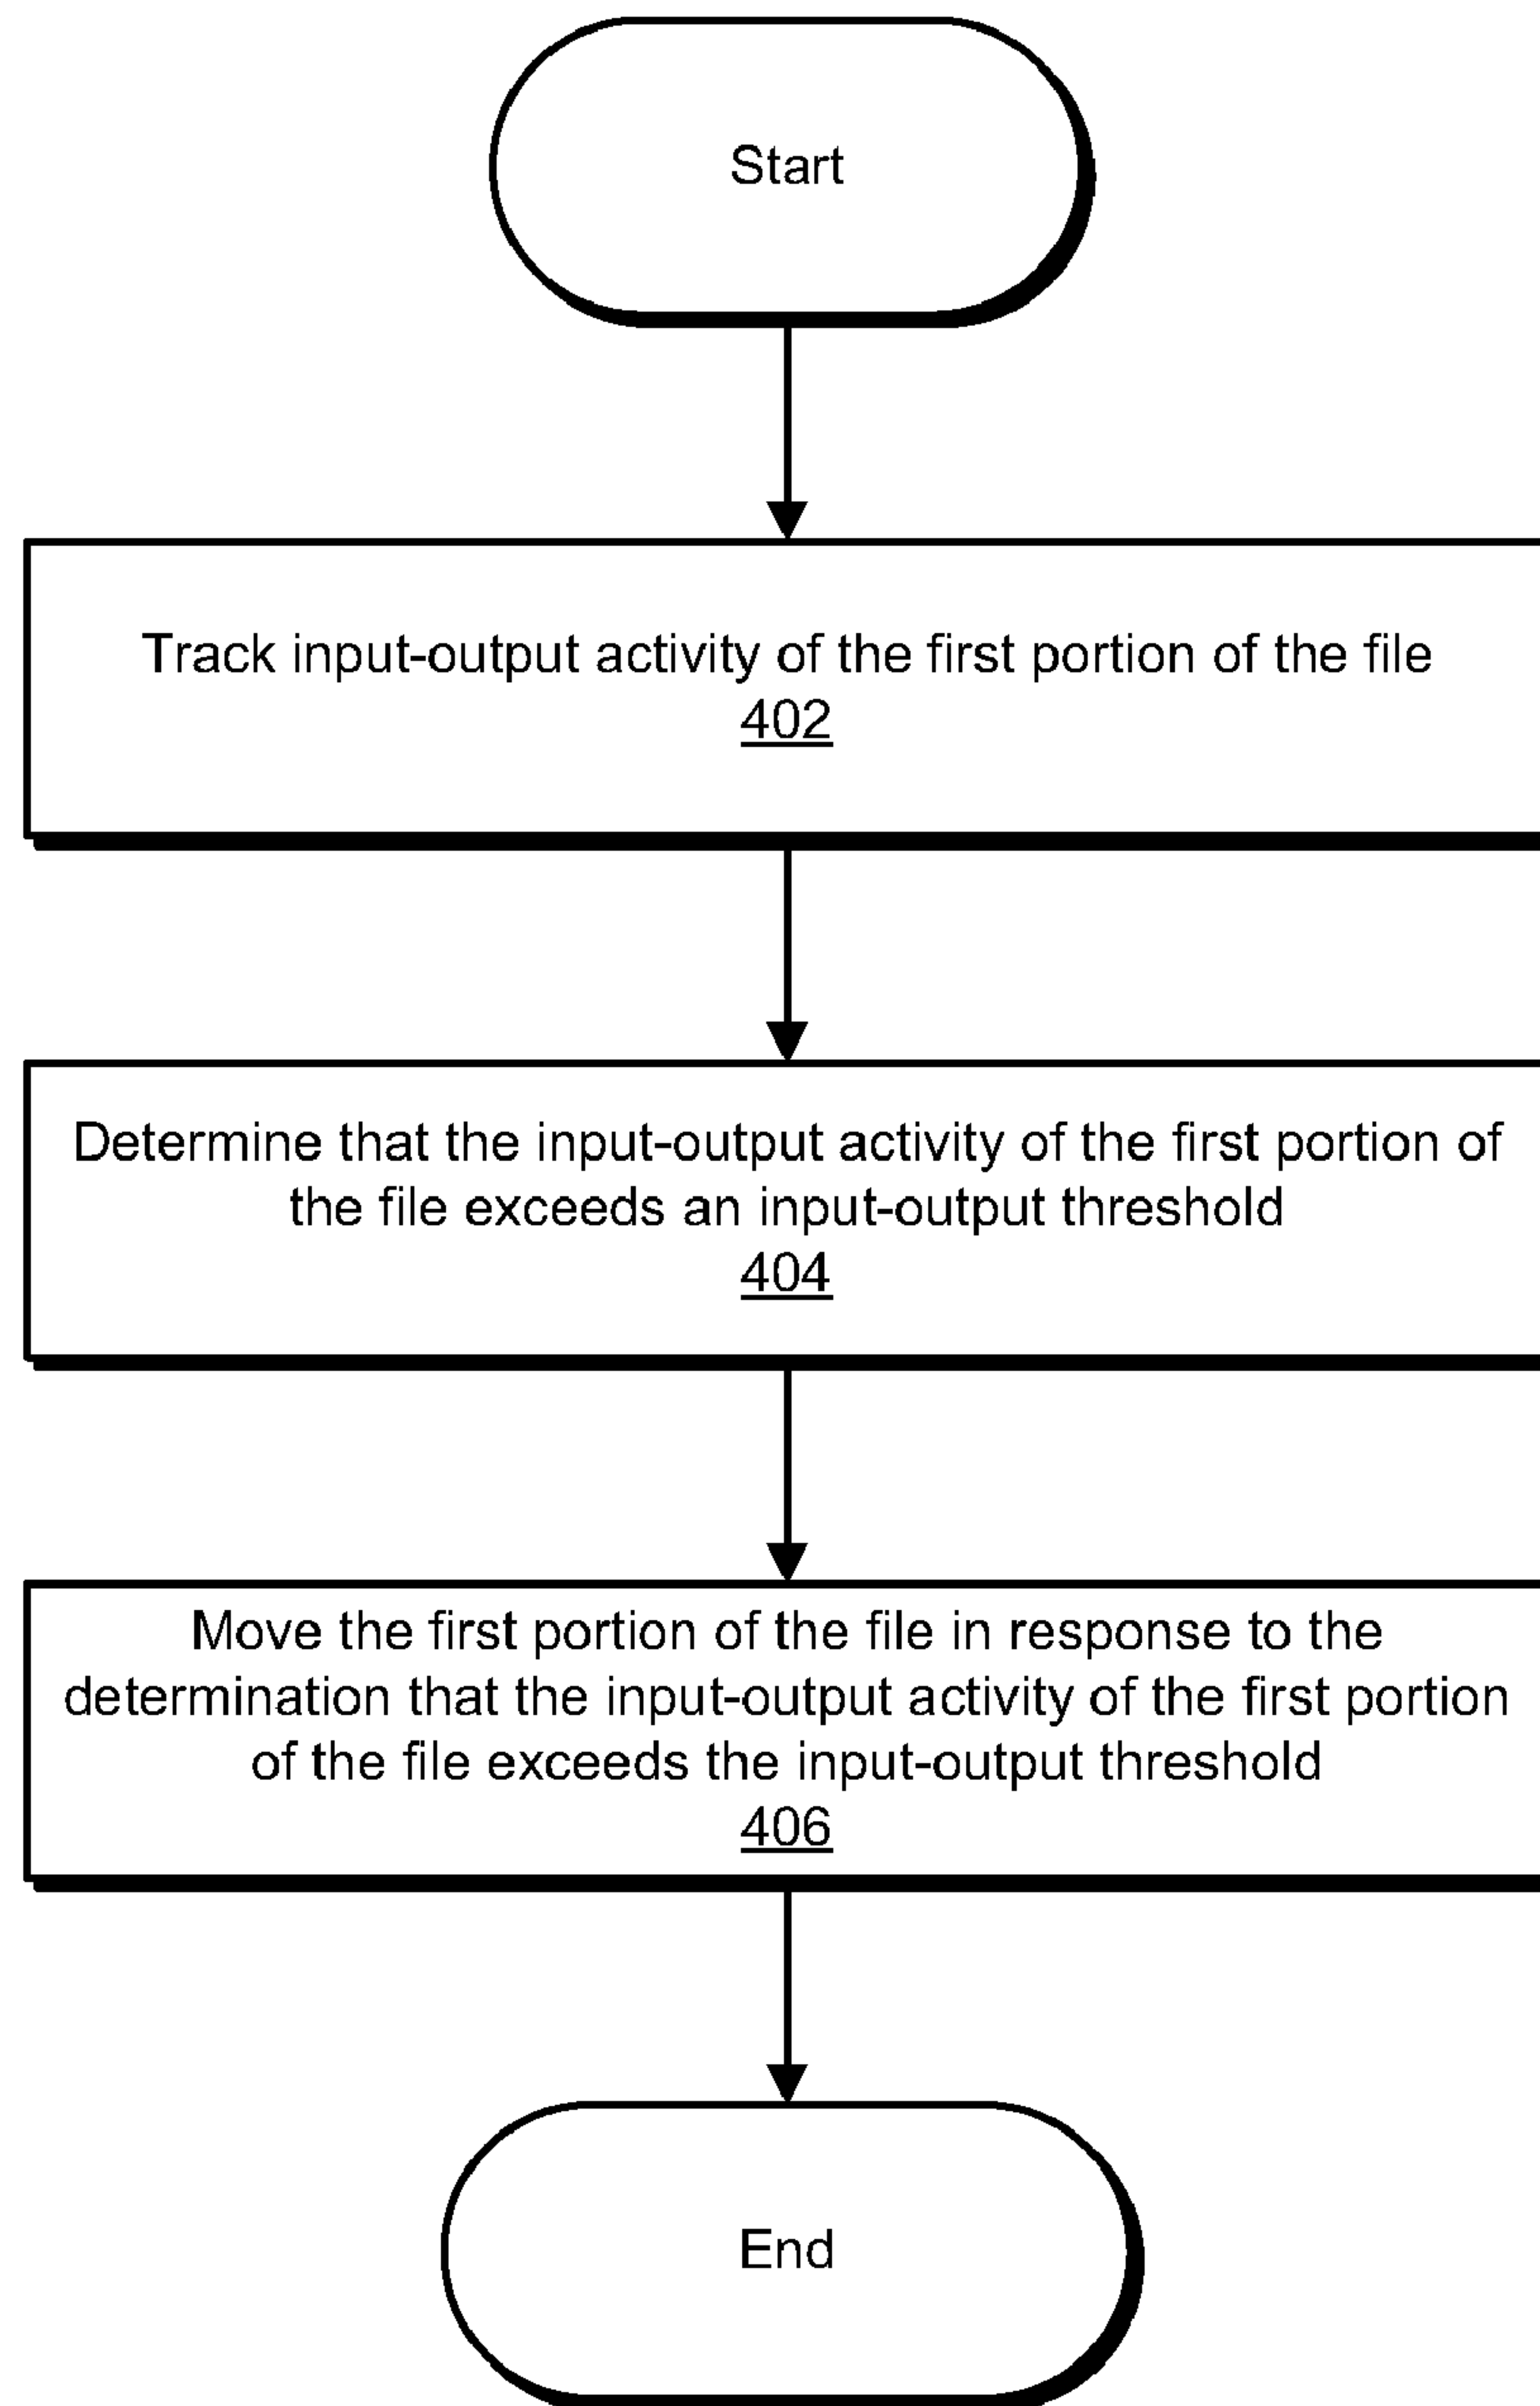 Start
Track input-output activity of the first portion of the file
402
Determine that the input-output activity of the first portion of
the file exceeds an input-output threshold
404
Move the first portion of the file in response to the
determination that the input-output activity of the first portion
of the file exceeds the input-output threshold
406
End